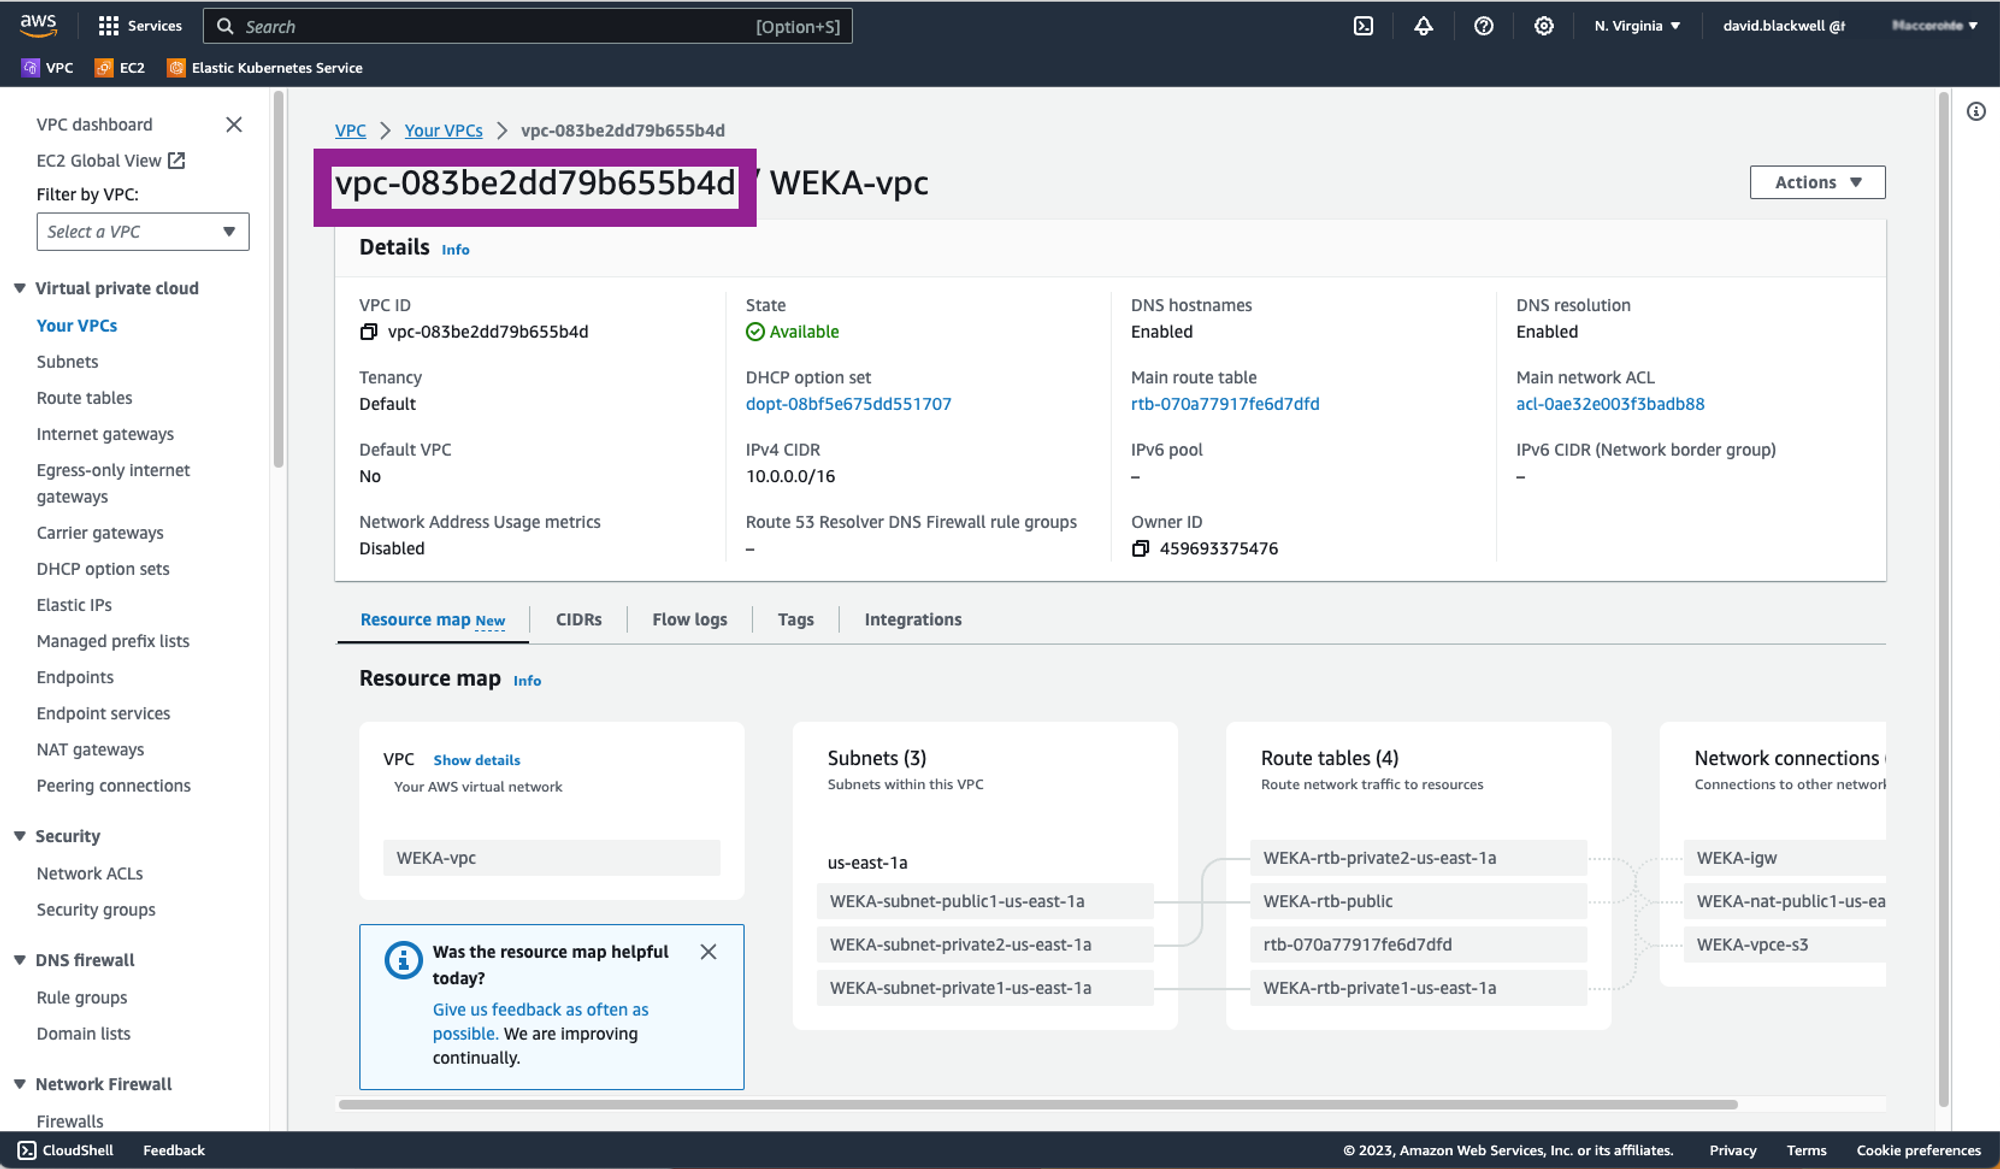 aws
Services
Search [Option+S]
N. Virginia
david.blackwell @
VPC
EC2
Elastic Kubernetes Service
VPC dashboard
EC2 Global View
Filter by VPC:
Select a VPC
Virtual private cloud
Your VPCs
Subnets
Route tables
Internet gateways
Egress-only internet
gateways
Carrier gateways
DHCP option sets
Elastic IPs
Managed prefix lists
Endpoints
Endpoint services
NAT gateways
Peering connections
Security
Network ACLs
Security groups
DNS firewall
Rule groups
Domain lists
Network Firewall
Firewalls
VPC > Your VPCs > vpc-083be2dd79b655b4d
vpc-083be2dd79b655b4d / WEKA-vpc
Actions
Details Info
VPC ID
vpc-083be2dd79b655b4d
State
Available
DNS hostnames
Enabled
DNS resolution
Enabled
Tenancy
Default
DHCP option set
dopt-08bf5e675dd551707
Main route table
rtb-070a77917fe6d7dfd
Main network ACL
acl-0ae32e003f3badb88
Default VPC
No
IPv4 CIDR
10.0.0.0/16
IPv6 pool
–
IPv6 CIDR (Network border group)
–
Network Address Usage metrics
Disabled
Route 53 Resolver DNS Firewall rule groups
–
Owner ID
459693375476
Resource map New
CIDRs
Flow logs
Tags
Integrations
Resource map Info
VPC Show details
Your AWS virtual network
WEKA-vpc
Was the resource map helpful
today?
Give us feedback as often as
possible. We are improving
continually.
Subnets (3)
Subnets within this VPC
us-east-1a
WEKA-subnet-public1-us-east-1a
WEKA-subnet-private2-us-east-1a
WEKA-subnet-private1-us-east-1a
Route tables (4)
Route network traffic to resources
WEKA-rtb-private2-us-east-1a
WEKA-rtb-public
rtb-070a77917fe6d7dfd
WEKA-rtb-private1-us-east-1a
Network connections (
Connections to other network
WEKA-igw
WEKA-nat-public1-us-ea
WEKA-vpce-s3
CloudShell
Feedback
© 2023, Amazon Web Services, Inc. or its affiliates.
Privacy
Terms
Cookie preferences